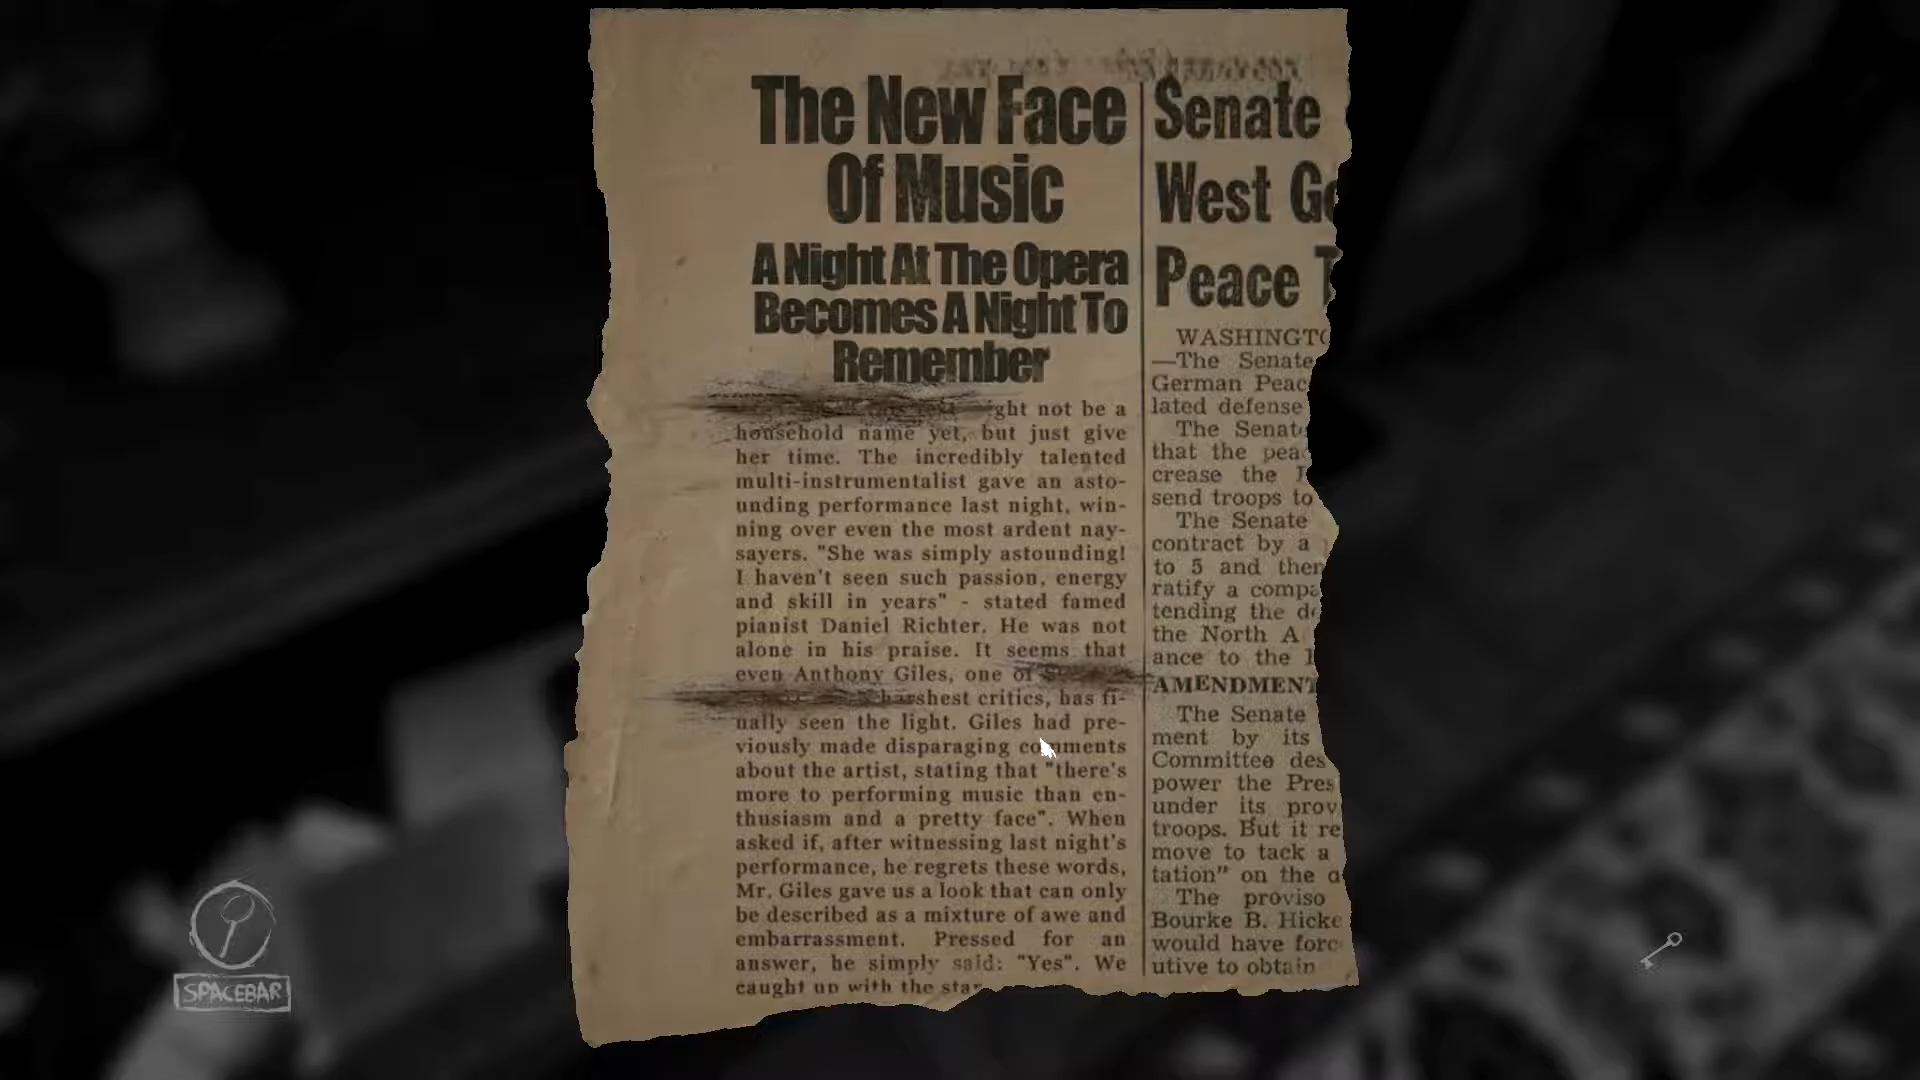 The New Face
Of Music
A Night At The Opera
Becomes A Night To
Remember
not be a
household name yet, but just give
her time. The incredibly talented
multi-instrumentalist gave an asto-
unding performance last night, win-
ning over even the most ardent nay-
sayers. "She was simply astounding!
I haven't seen such passion, energy
and skill in years" - stated famed
pianist Daniel Richter. He was not
alone in his praise. It seems that
even Anthony Giles, one of
harshest critics, has fi-
nally seen the light. Giles had pre-
viously made disparaging comments
about the artist, stating that "there's
more to performing music than en-
thusiasm and a pretty face". When
asked if, after witnessing last night's
performance, he regrets these words,
Mr. Giles gave us a look that can only
be described as a mixture of awe and
embarrassment. Pressed for an
answer, he simply said: "Yes". We
caught up with the star
Senate
West Ge
Peace T
WASHINGTO
—The Senate
German Peac
lated defense
The Senat
that the peac
crease the J
send troops to
The Senate
contract by a
to 5 and then
ratify a compa
tending the de
the North A
ance to the 1
AMENDMENT
The Senate
ment by its
Committee des
power the Pres
under its prov
troops. But it re
move to tack a
tation" on the a
The proviso
Bourke B. Hicke
would have forc
utive to obtain
SPACEBAR